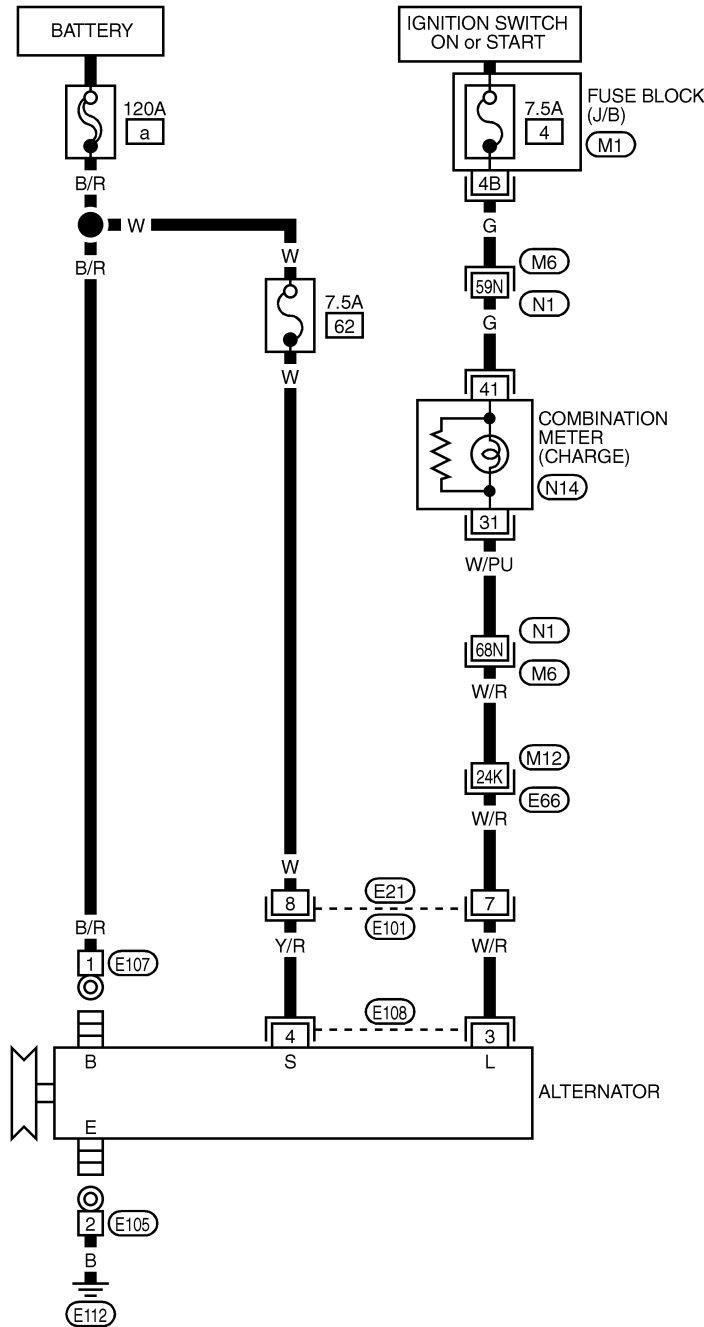 BATTERY
IGNITION SWITCH
ON or START
120A
a
7.5A
4
FUSE BLOCK
(J/B)
M1
B/R
4B
W
G
B/R
W
M6
59N
N1
7.5A
62
G
W
41
COMBINATION
METER
(CHARGE)
N14
31
W/PU
N1
68N
M6
W/R
M12
24K
E66
W/R
W
8
E21
7
E101
B/R
Y/R
W/R
1
E107
E108
4
3
B
S
L
ALTERNATOR
E
2
E105
B
E112